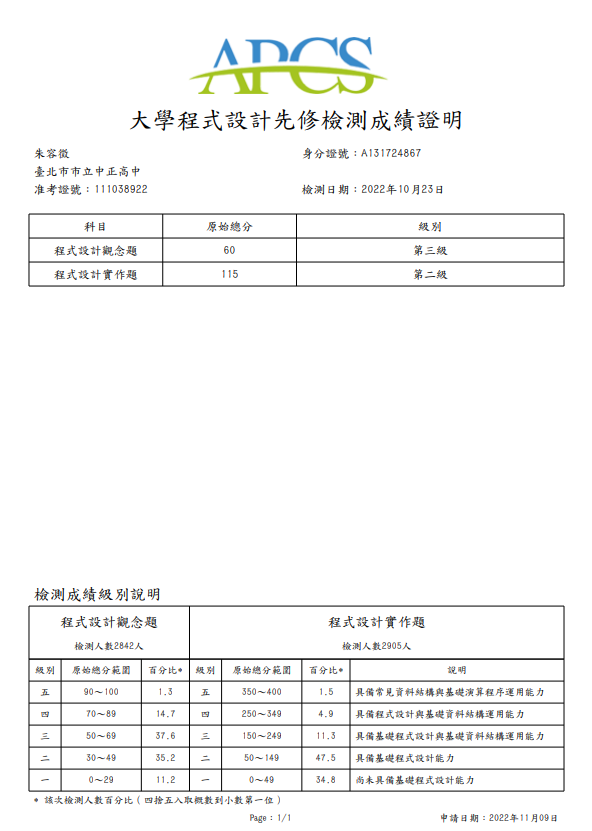 APCS
大學程式設計先修檢測成績證明
朱容徵 身分證號：A131724867
臺北市市立中正高中
准考證號：111038922 檢測日期：2022年10月23日
科目 原始總分 級別
程式設計觀念題 60 第三級
程式設計實作題 115 第二級
檢測成績級別說明
程式設計觀念題 程式設計實作題
檢測人數2842人 檢測人數2905人
級別 原始總分範圍 百分比* 級別 原始總分範圍 百分比* 說明
五 90～100 1.3 五 350～400 1.5 具備常見資料結構與基礎演算程序運用能力
四 70～89 14.7 四 250～349 4.9 具備程式設計與基礎資料結構運用能力
三 50～69 37.6 三 150～249 11.3 具備基礎程式設計與基礎資料結構運用能力
二 30～49 35.2 二 50～149 47.5 具備基礎程式設計能力
一 0～29 11.2 一 0～49 34.8 尚未具備基礎程式設計能力
* 該次檢測人數百分比(四捨五入取概數到小數第一位)
Page：1/1 申請日期：2022年11月09日